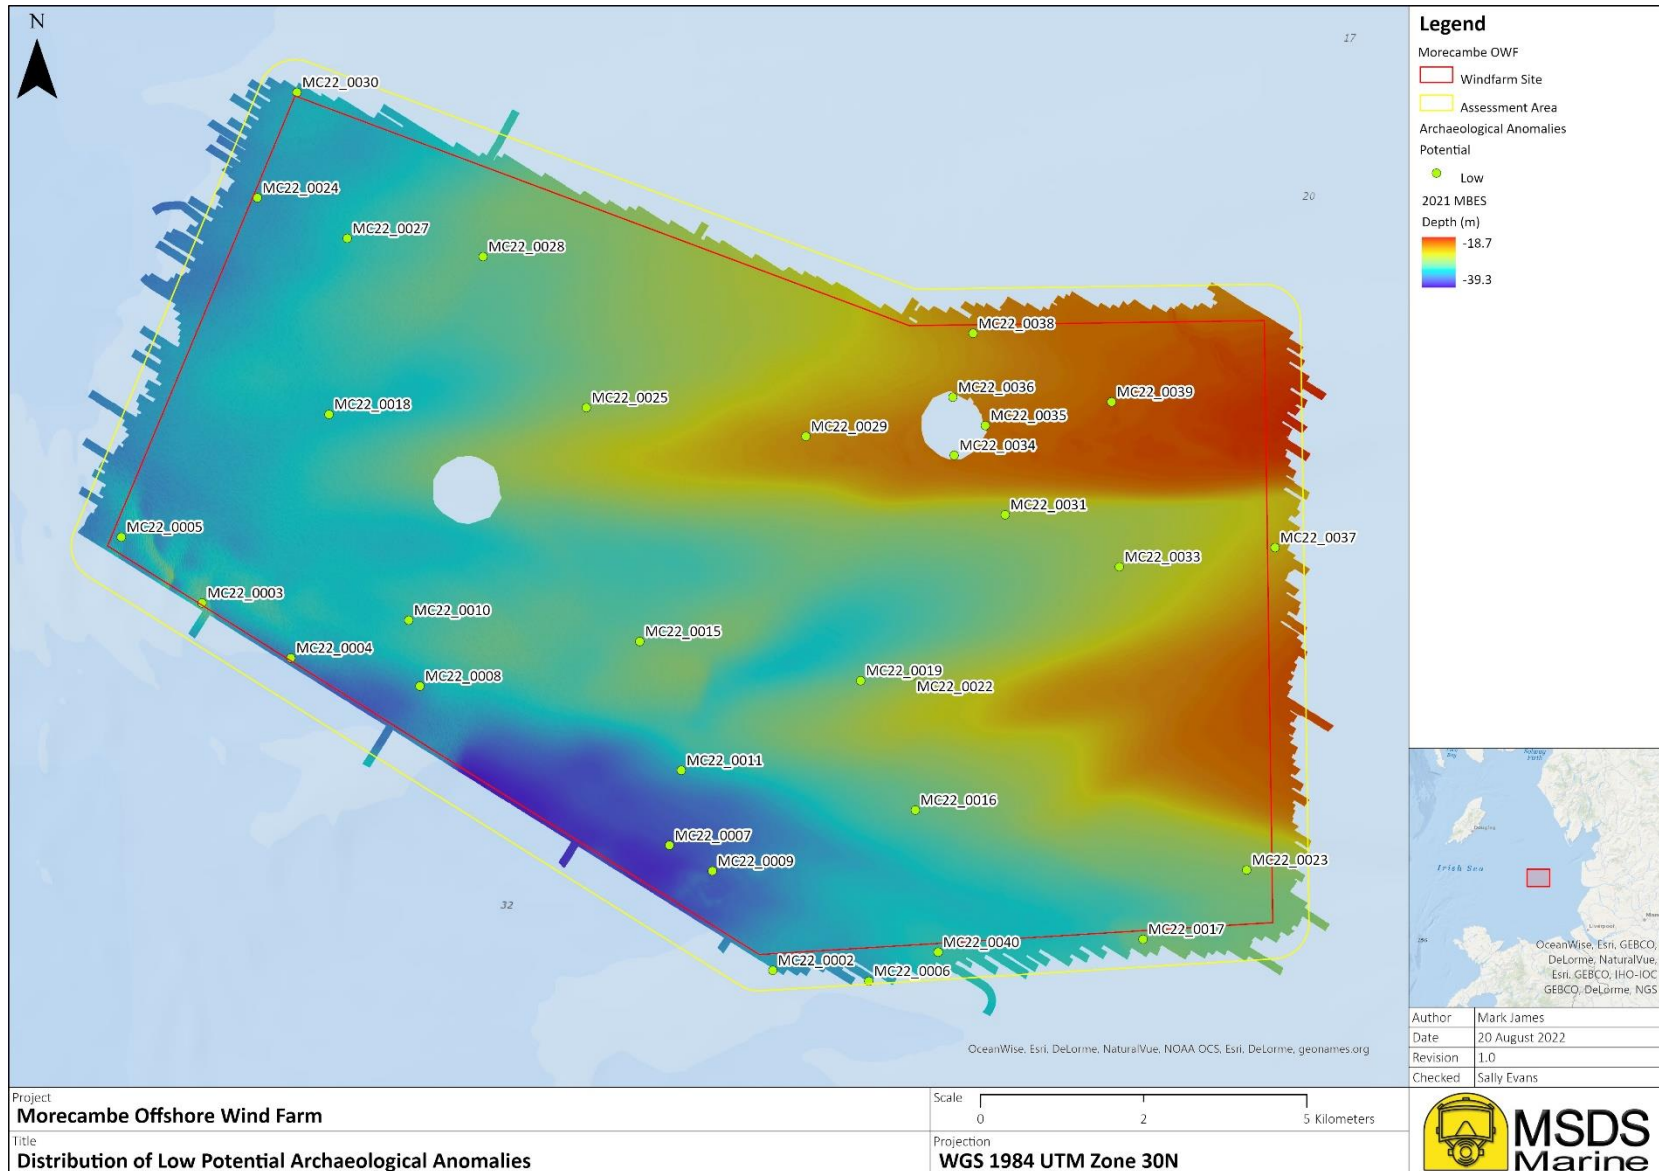 N
17
20
32
MC22_0030
MC22_0024
MC22_0027
MC22_0028
MC22_0038
MC22_0036
MC22_0039
MC22_0018
MC22_0025
MC22_0029
MC22_0035
MC22_0034
MC22_0031
MC22_0005
MC22_0037
MC22_0033
MC22_0003
MC22_0010
MC22_0015
MC22_0004
MC22_0008
MC22_0019
MC22_0022
MC22_0011
MC22_0016
MC22_0007
MC22_0009
MC22_0023
MC22_0017
MC22_0040
MC22_0002
MC22_0006
OceanWise, Esri, DeLorme, NaturalVue, NOAA OCS, Esri, DeLorme, geonames.org
Legend
Morecambe OWF
Windfarm Site
Assessment Area
Archaeological Anomalies
Potential
Low
2021 MBES
Depth (m)
-18.7
-39.3
Irish Sea
Liverpool
OceanWise, Esri, GEBCO,
DeLorme, NaturalVue,
Esri, GEBCO, IHO-IOC
GEBCO, DeLorme, NGS
Author Mark James
Date 20 August 2022
Revision 1.0
Checked Sally Evans
Project
Morecambe Offshore Wind Farm
Title
Distribution of Low Potential Archaeological Anomalies
Scale
0 2 5 Kilometers
Projection
WGS 1984 UTM Zone 30N
MSDS
Marine